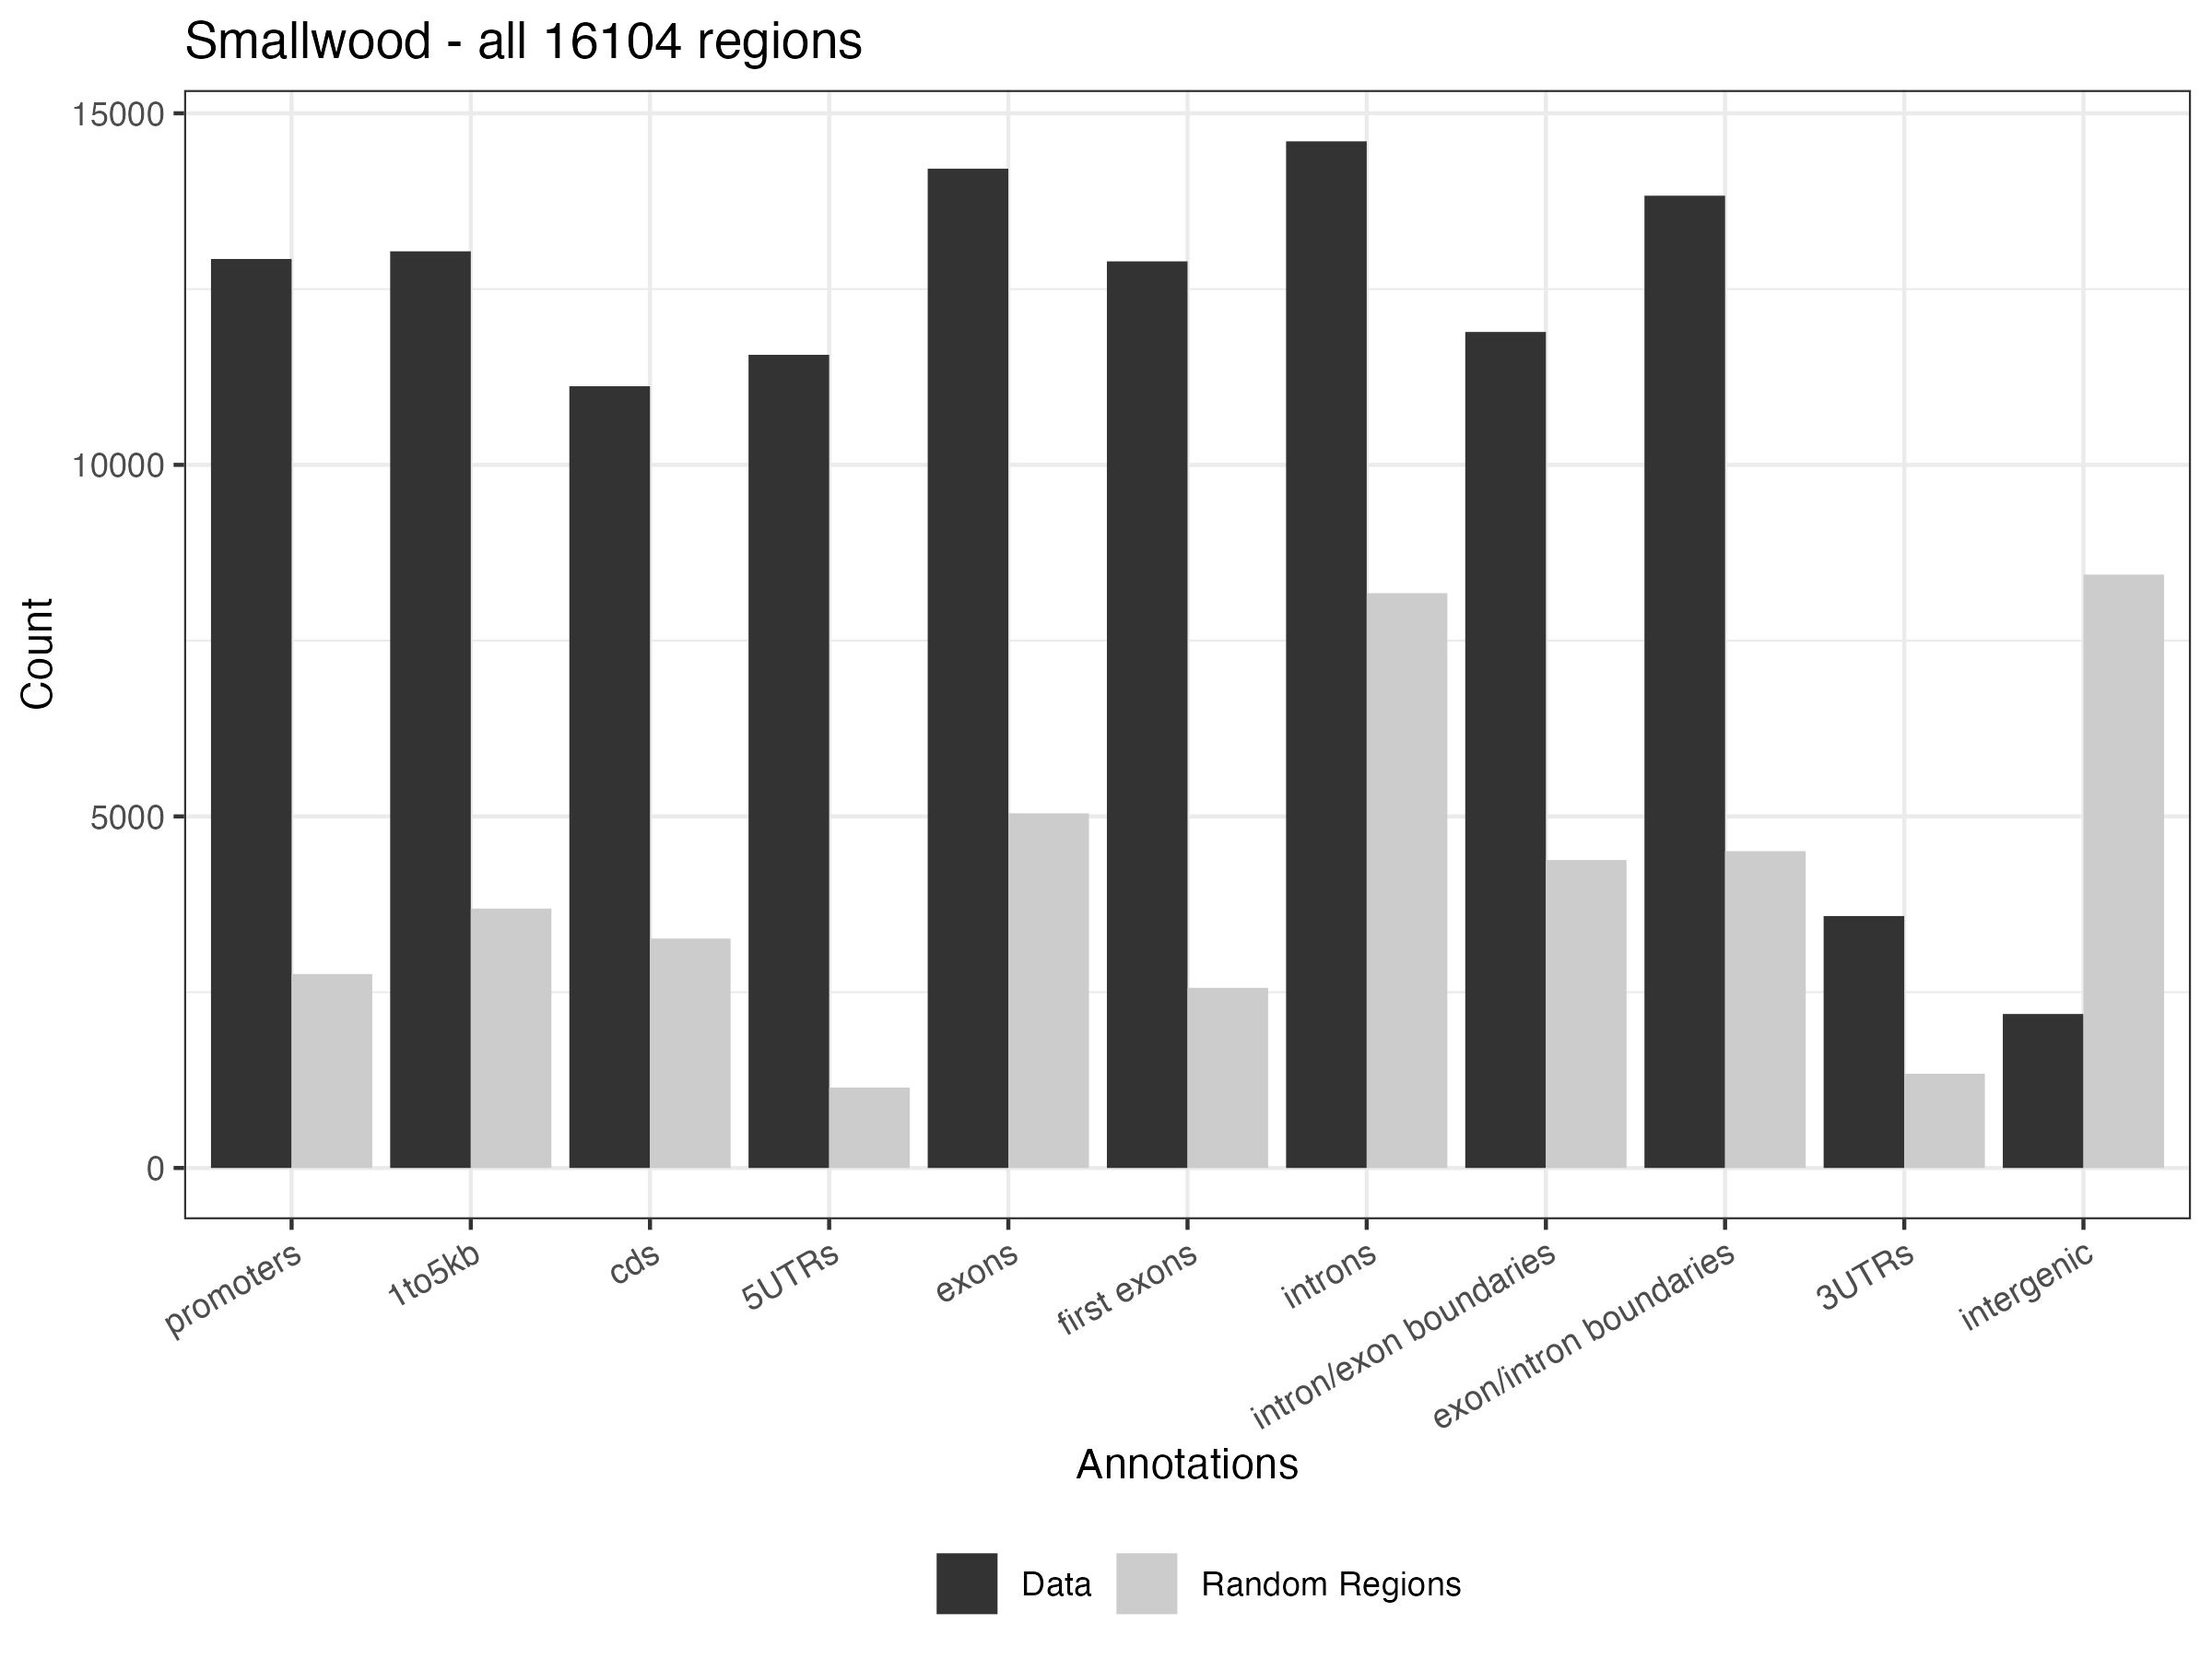 Smallwood - all 16104 regions
15000
10000
5000
0
Count
promoters
1to5kb
cds
5UTRs
exons
first exons
introns
intron/exon boundaries
exon/intron boundaries
3UTRs
intergenic
Annotations
Data
Random Regions